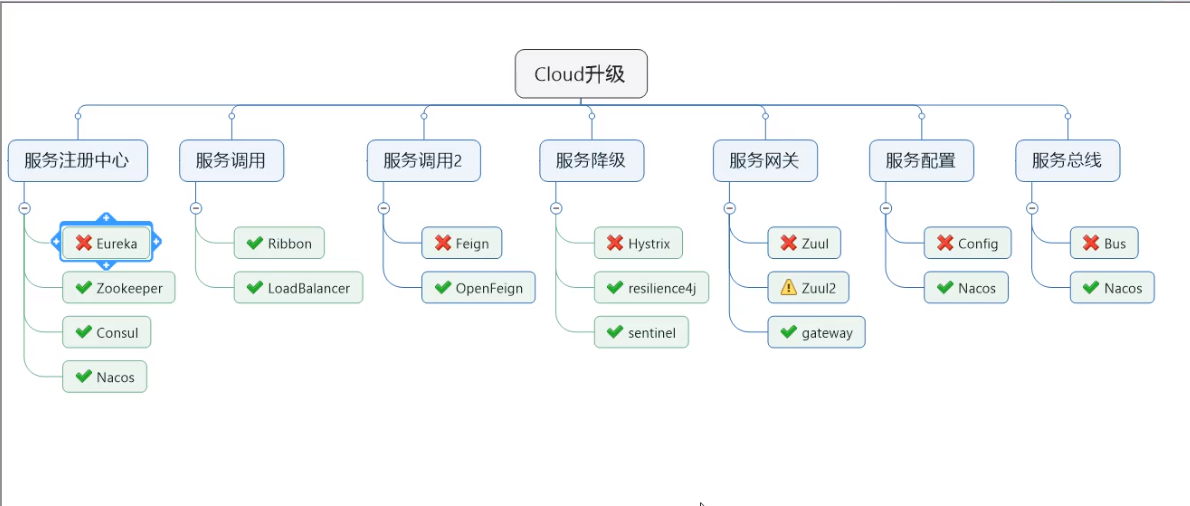 Cloud升级
服务注册中心
Eureka
Zookeeper
Consul
Nacos
服务调用
Ribbon
LoadBalancer
服务调用2
Feign
OpenFeign
服务降级
Hystrix
resilience4j
sentinel
服务网关
Zuul
Zuul2
gateway
服务配置
Config
Nacos
服务总线
Bus
Nacos